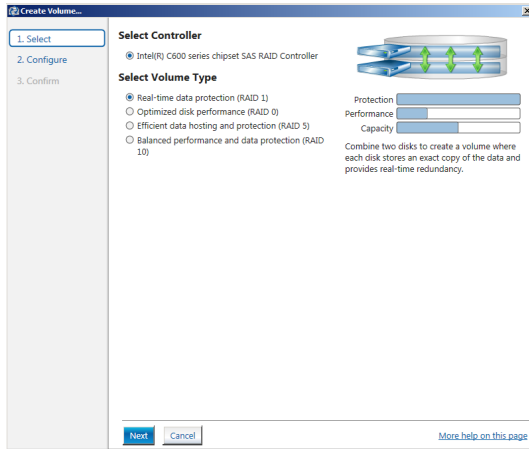 Create Volume...
1. Select
2. Configure
3. Confirm
Select Controller
Intel(R) C600 series chipset SAS RAID Controller
Select Volume Type
Real-time data protection (RAID 1)
Optimized disk performance (RAID 0)
Efficient data hosting and protection (RAID 5)
Balanced performance and data protection (RAID
10)
Protection
Performance
Capacity
Combine two disks to create a volume where
each disk stores an exact copy of the data and
provides real-time redundancy.
Next
Cancel
More help on this page